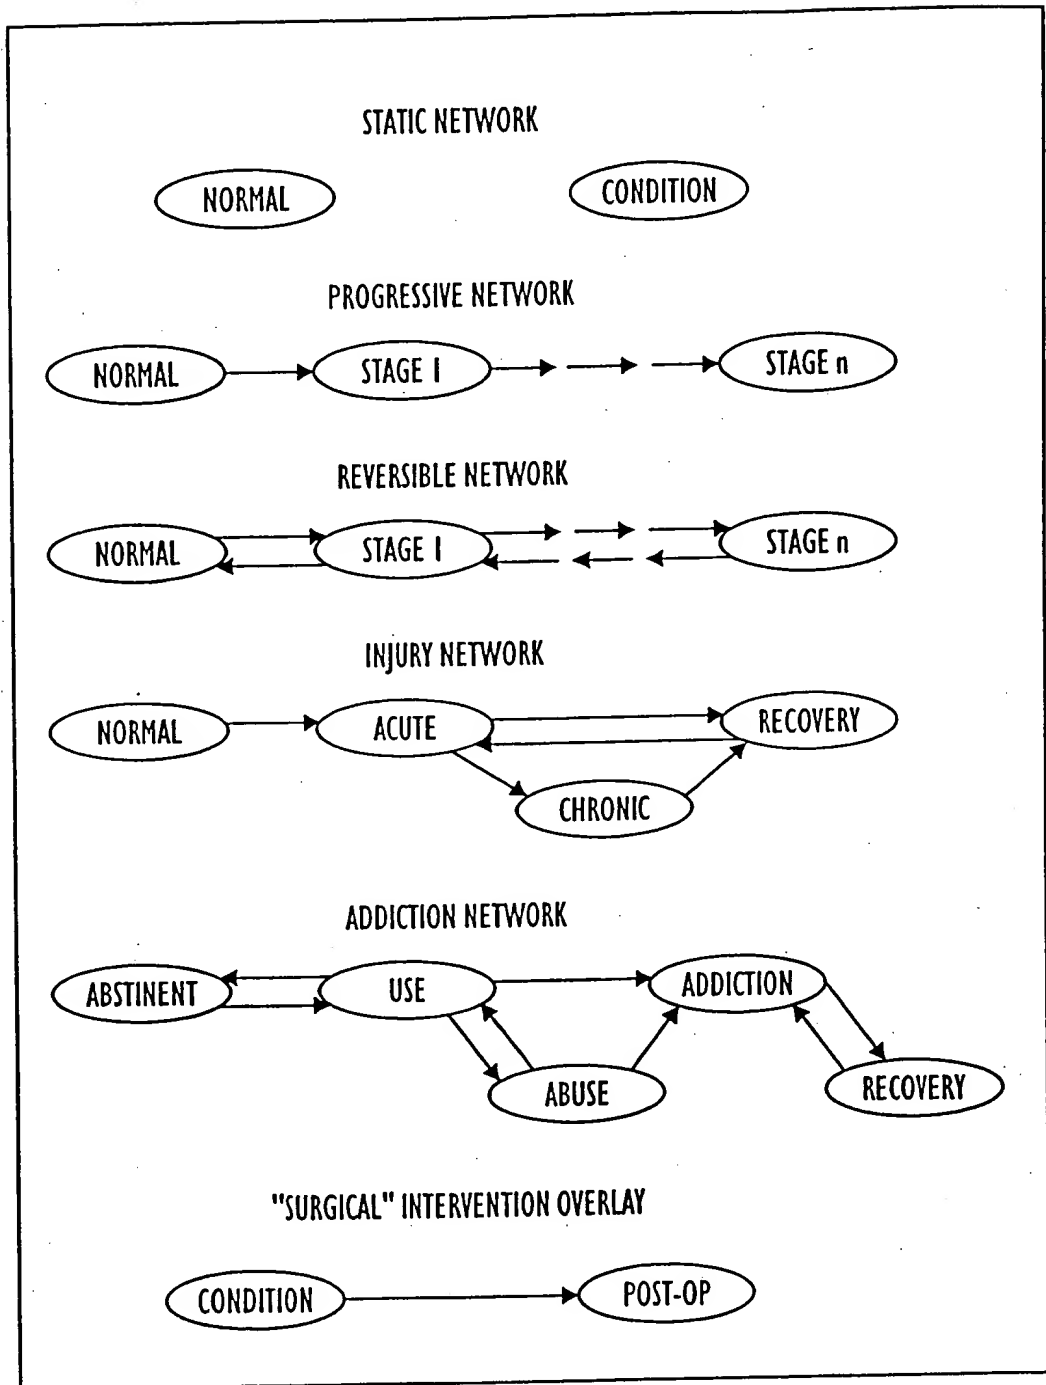 STATIC NETWORK
NORMAL CONDITION
PROGRESSIVE NETWORK
NORMAL STAGE I STAGE n
REVERSIBLE NETWORK
NORMAL STAGE I STAGE n
INJURY NETWORK
NORMAL ACUTE RECOVERY
CHRONIC
ADDICTION NETWORK
ABSTINENT USE ADDICTION
ABUSE RECOVERY
"SURGICAL" INTERVENTION OVERLAY
CONDITION POST-OP